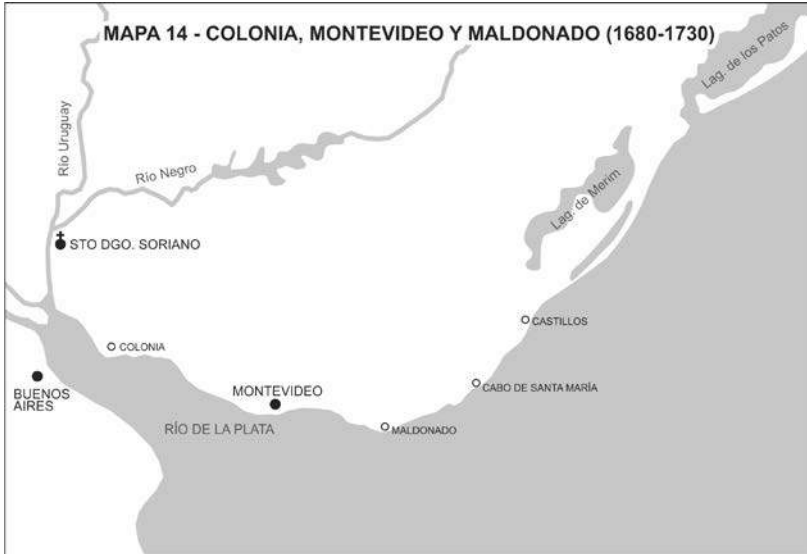 MAPA 14 - COLONIA, MONTEVIDEO Y MALDONADO (1680-1730)
Lag. de los Patos
Río Uruguay
Río Negro
Lag. de Merim
STO DGO. SORIANO
CASTILLOS
COLONIA
BUENOS
AIRES
MONTEVIDEO
CABO DE SANTA MARÍA
RÍO DE LA PLATA
MALDONADO